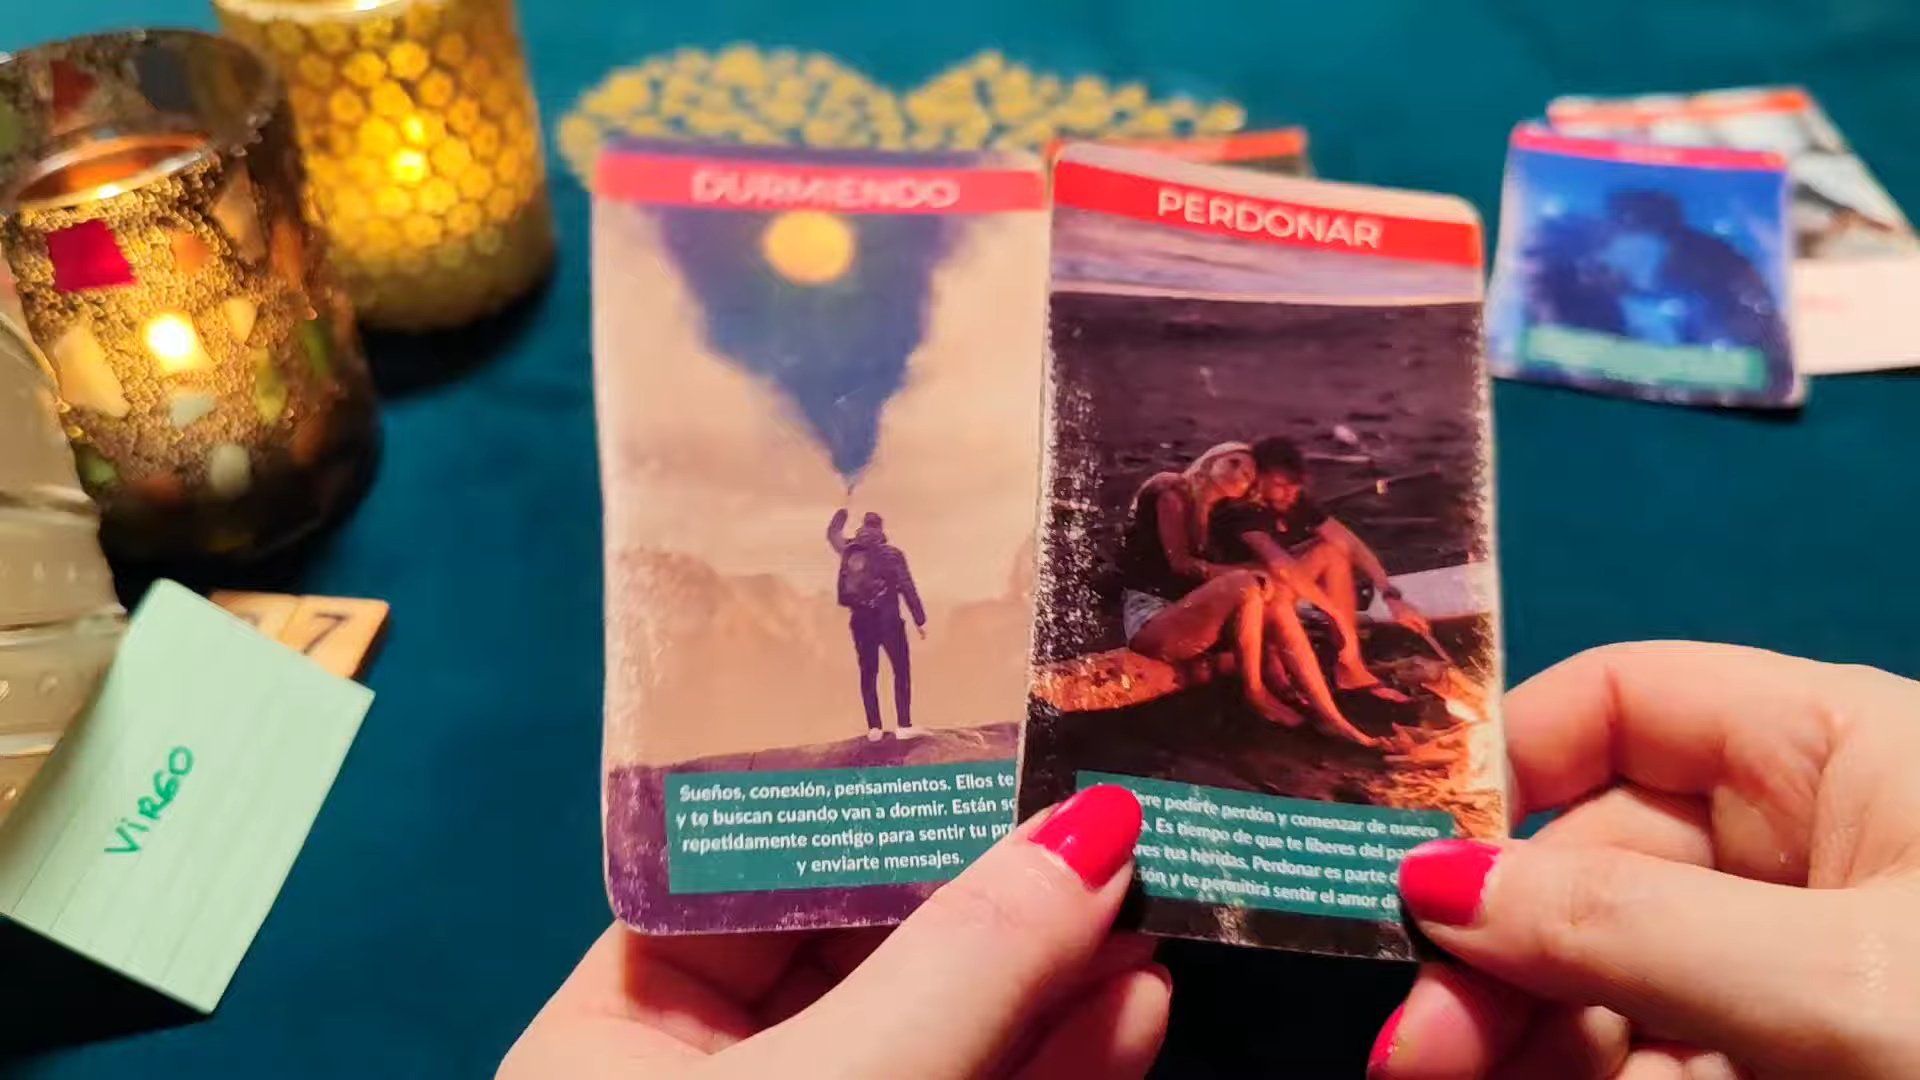 DURMIENDO
Sueños, conexión, pensamientos. Ellos te
y te buscan cuando van a dormir. Están
repetidamente contigo para sentir tu
y enviarte mensajes.
PERDONAR
pedirte perdón y comenzar de nuevo
Es tiempo de que te liberes del
tus heridas. Perdonar es parte
y te permitirá sentir el amor
7
VIRGO